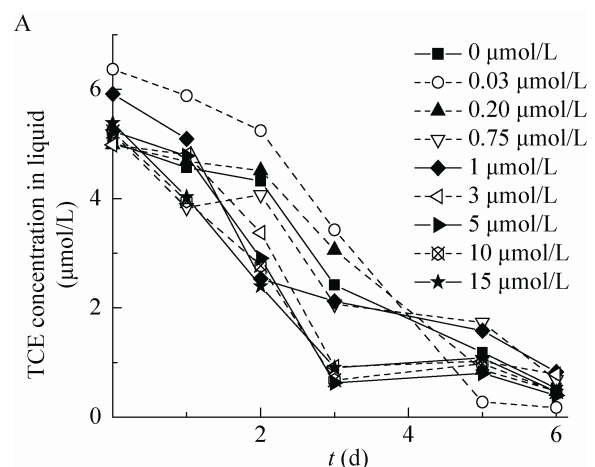 A
TCE concentration in liquid
(μmol/L)
6
4
2
0
0 μmol/L
0.03 μmol/L
0.20 μmol/L
0.75 μmol/L
1 μmol/L
3 μmol/L
5 μmol/L
10 μmol/L
15 μmol/L
2
4
6
t (d)